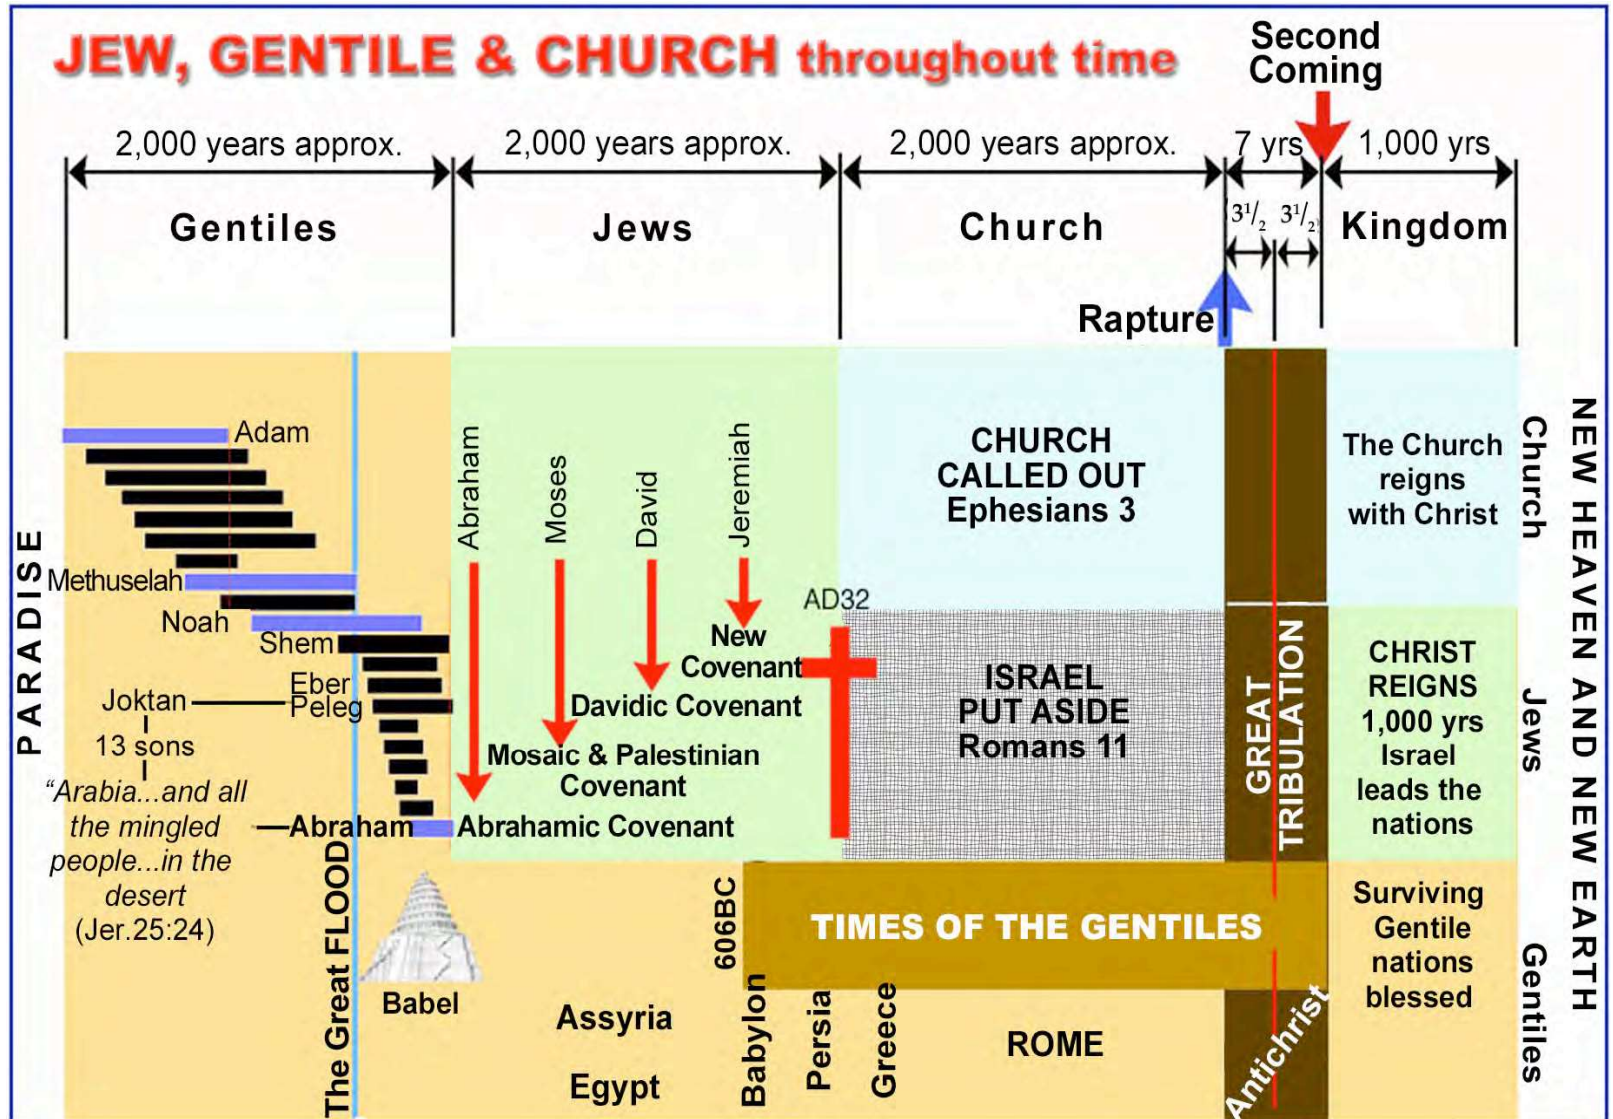 JEW, GENTILE & CHURCH throughout time
Second
Coming
2,000 years approx.
2,000 years approx.
2,000 years approx.
7 yrs
1,000 yrs
Gentiles
Jews
Church
3 1/2
3 1/2
Kingdom
Rapture
PARADISE
Adam
Methuselah
Noah
Shem
Eber
Peleg
Joktan
13 sons
"Arabia...and all
the mingled
people...in the
desert
(Jer.25:24)
Abraham
The Great FLOOD
Babel
Abraham
Moses
David
Jeremiah
AD32
New
Covenant
Davidic Covenant
Mosaic & Palestinian
Covenant
Abrahamic Covenant
CHURCH
CALLED OUT
Ephesians 3
ISRAEL
PUT ASIDE
Romans 11
GREAT
TRIBULATION
The Church
reigns
with Christ
CHRIST
REIGNS
1,000 yrs
Israel
leads the
nations
Surviving
Gentile
nations
blessed
606BC
TIMES OF THE GENTILES
Assyria
Egypt
Babylon
Persia
Greece
ROME
Antichrist
Church
Jews
Gentiles
NEW HEAVEN AND NEW EARTH